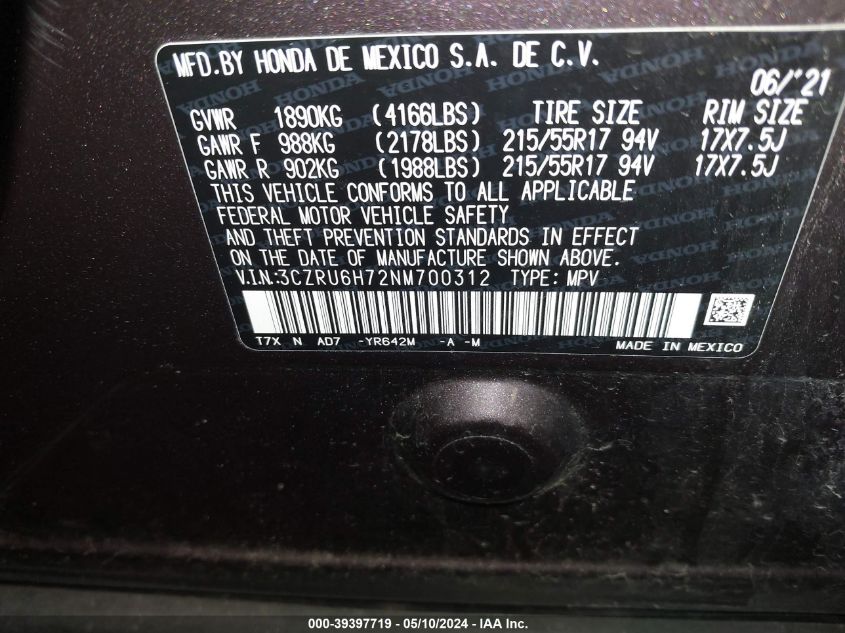 MFD.BY HONDA DE MEXICO S.A. DE C.V.
06/'21
GVWR 1890KG (4166LBS) TIRE SIZE RIM SIZE
GAWR F 988KG (2178LBS) 215/55R17 94V 17X7.5J
GAWR R 902KG (1988LBS) 215/55R17 94V 17X7.5J
THIS VEHICLE CONFORMS TO ALL APPLICABLE
FEDERAL MOTOR VEHICLE SAFETY
AND THEFT PREVENTION STANDARDS IN EFFECT
ON THE DATE OF MANUFACTURE SHOWN ABOVE.
V.I.N:3CZRU6H72NM700312 TYPE: MPV
T7X N AD7 -YR642M -A -M
MADE IN MEXICO
000-39397719 - 05/10/2024 - IAA Inc.